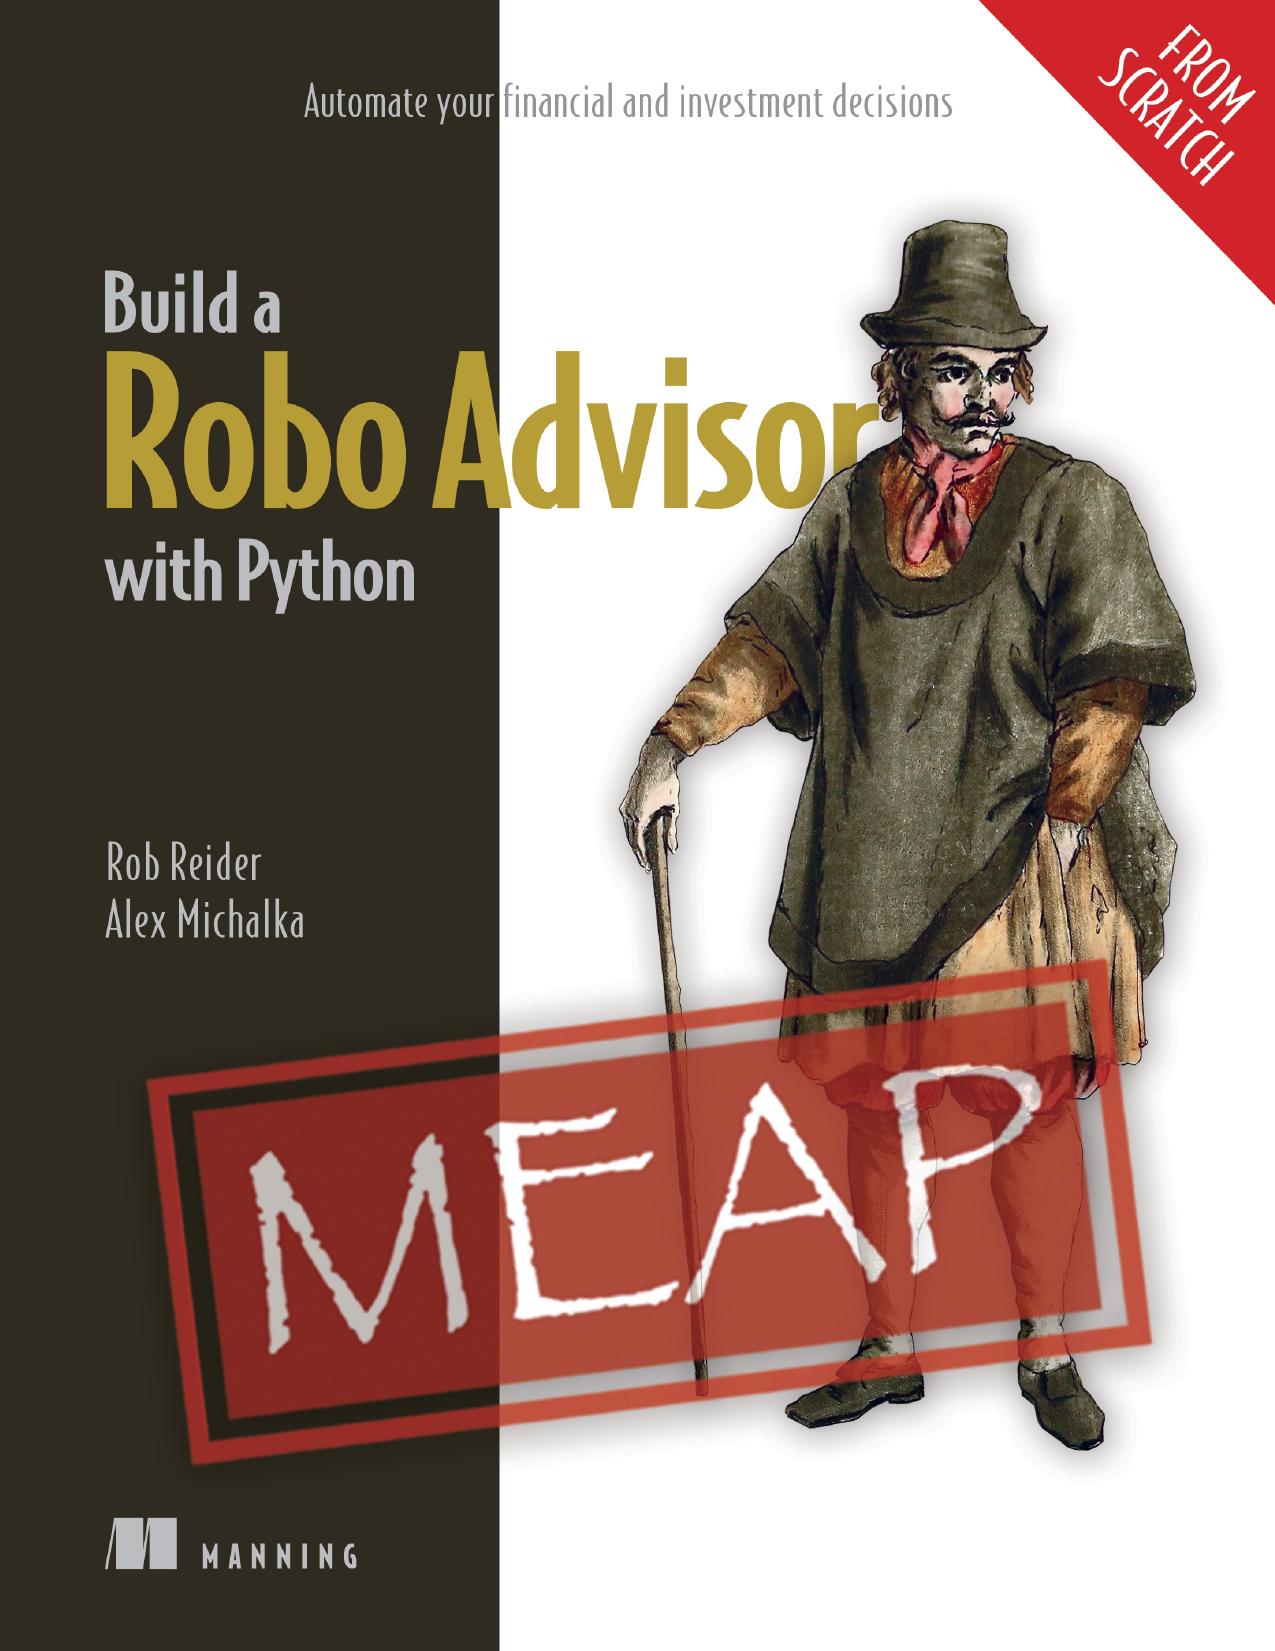 FROM
SCRATCH
Automate your financial and investment decisions
Build a
Robo Advisor
with Python
Rob Reider
Alex Michalka
MEAP
MANNING